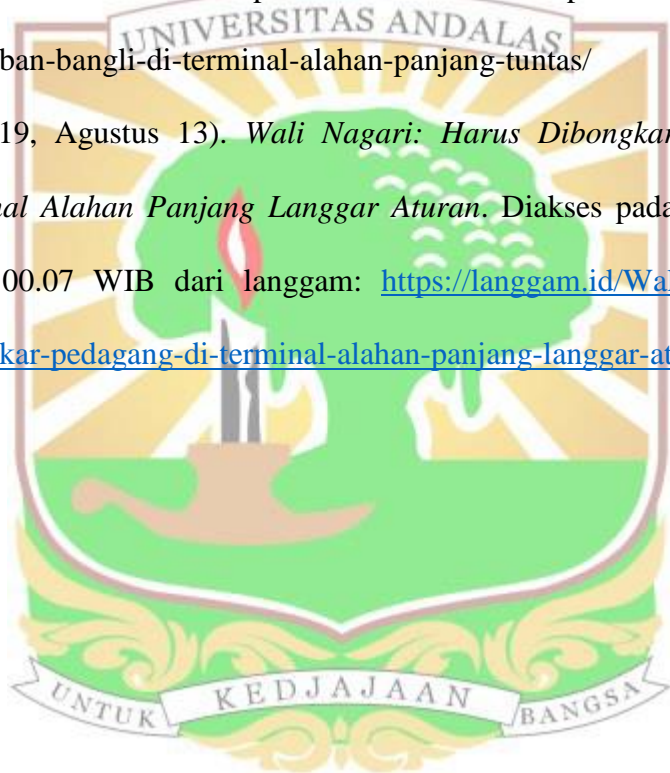 UNIVERSITAS ANDALAS
ban-bangli-di-terminal-alahan-panjang-tuntas/
19, Agustus 13). Wali Nagari: Harus Dibongkar
nal Alahan Panjang Langgar Aturan. Diakses pada
00.07 WIB dari langgam: https://langgam.id/Wal
kar-pedagang-di-terminal-alahan-panjang-langgar-at
UNTUK KEDJAJAAN BANGSA